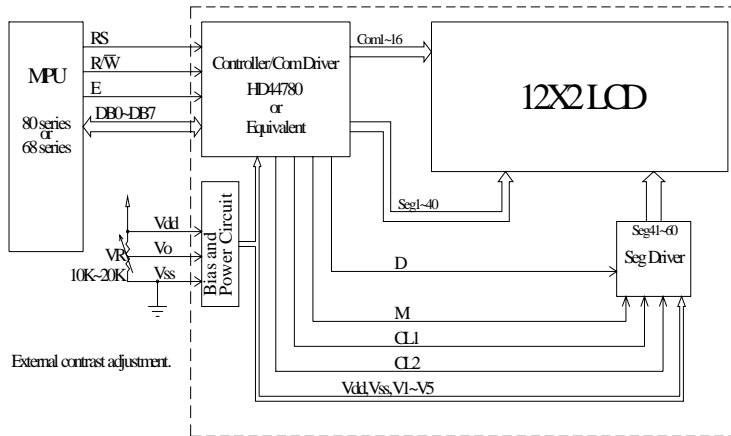 MPU
80 series
or
68 series
RS
R/W̅
E
DB0~DB7
Controller/Com Driver
HD44780
or
Equivalent
Com1~16
12X2 LCD
Seg1~40
Seg41~60
Seg Driver
Vdd
Vo
Vss
VR
10K~20K
Bias and
Power Circuit
D
M
CL1
CL2
Vdd,Vss,V1~V5
External contrast adjustment.